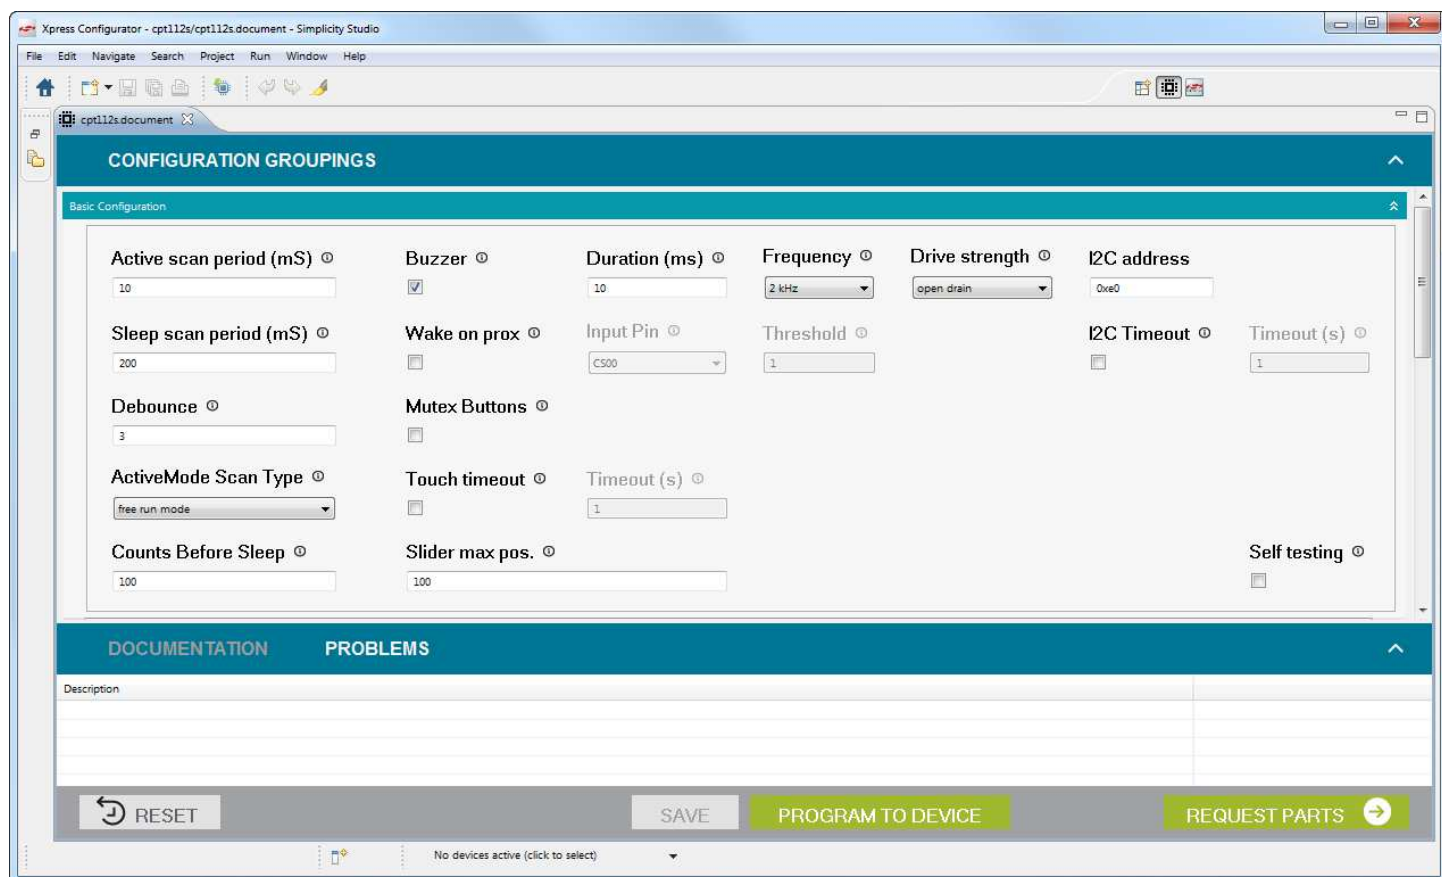 Xpress Configurator - cpt112s/cpt112s.document - Simplicity Studio
File Edit Navigate Search Project Run Window Help
cpt112s.document
CONFIGURATION GROUPINGS
Basic Configuration
Active scan period (mS) Buzzer Duration (ms) Frequency Drive strength I2C address
10 10 2 kHz open drain 0xe0
Sleep scan period (mS) Wake on prox Input Pin Threshold I2C Timeout Timeout (s)
200 CS00 1 1
Debounce Mutex Buttons
3
ActiveMode Scan Type Touch timeout Timeout (s)
free run mode 1
Counts Before Sleep Slider max pos. Self testing
100 100
DOCUMENTATION PROBLEMS
Description
RESET SAVE PROGRAM TO DEVICE REQUEST PARTS
No devices active (click to select)